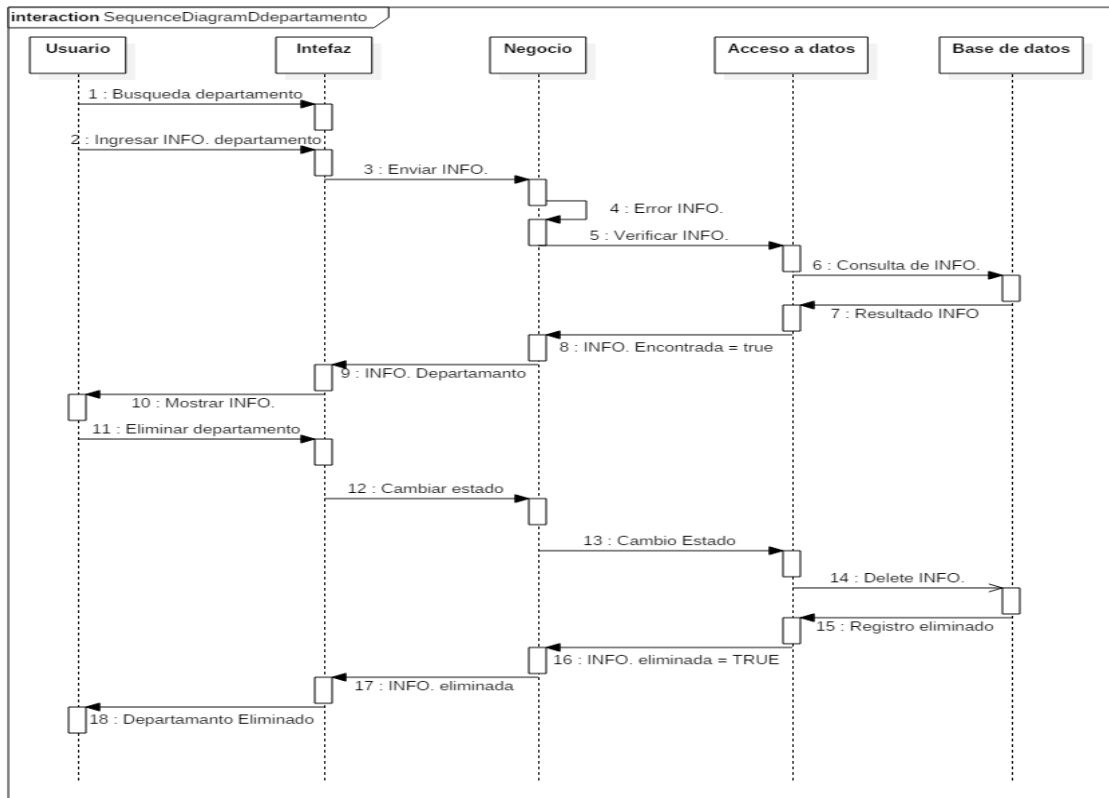 interaction SequenceDiagramDdepartamento
Usuario
Intefaz
Negocio
Acceso a datos
Base de datos
1 : Busqueda departamento
2 : Ingresar INFO. departamento
3 : Enviar INFO.
4 : Error INFO.
5 : Verificar INFO.
6 : Consulta de INFO.
7 : Resultado INFO
8 : INFO. Encontrada = true
9 : INFO. Departamanto
10 : Mostrar INFO.
11 : Eliminar departamento
12 : Cambiar estado
13 : Cambio Estado
14 : Delete INFO.
15 : Registro eliminado
16 : INFO. eliminada = TRUE
17 : INFO. eliminada
18 : Departamanto Eliminado